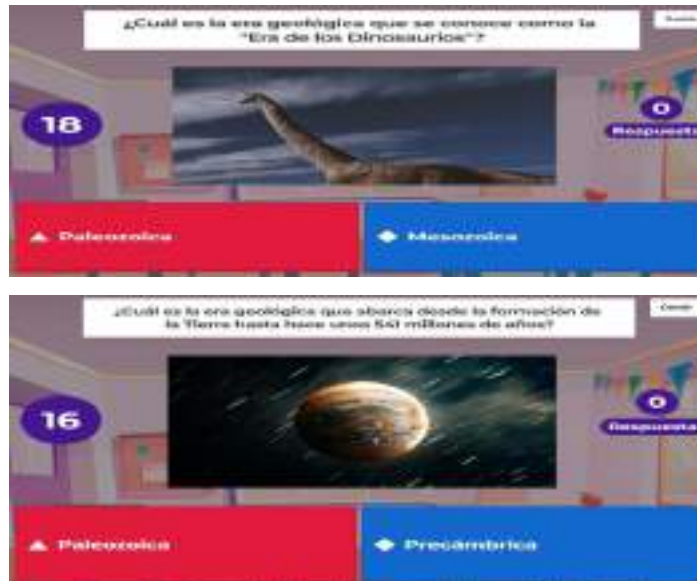 ¿Cuál es la era geológica que se conoce como la
"Era de los Dinosaurios"?
18
0
Respuesta
Paleozoica
Mesozoica
¿Cuál es la era geológica que abarca desde la formación de
la Tierra hasta hace unos 541 millones de años?
16
0
Respuesta
Paleozoica
Precámbrica